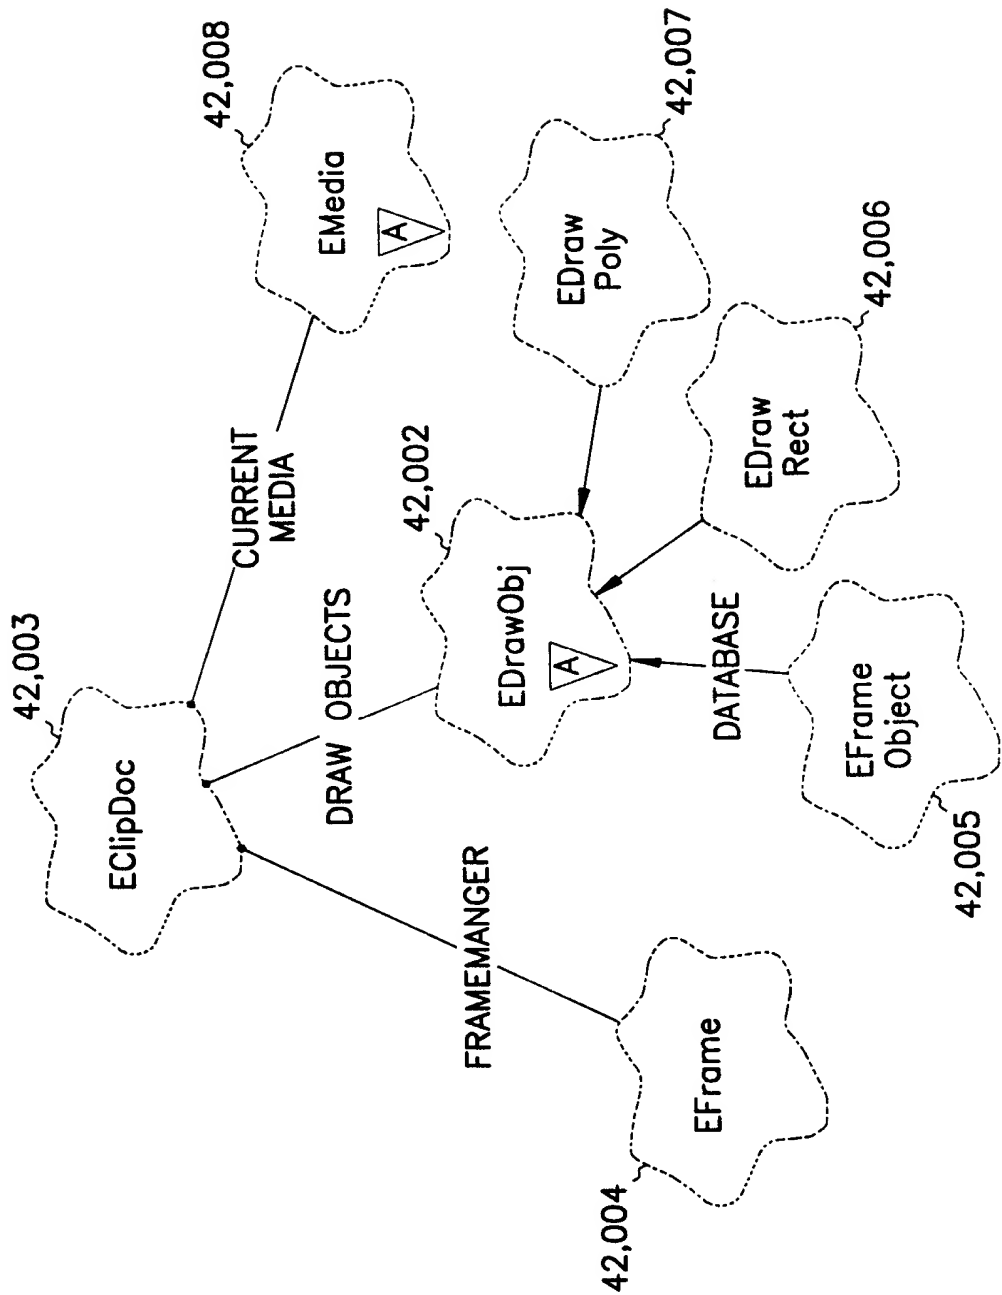 42,003
EClipDoc
42,008
EMedia
A
CURRENT
MEDIA
DRAW OBJECTS
FRAMEMANGER
42,002
EDrawObj
A
42,007
EDraw
Poly
42,006
EDraw
Rect
DATABASE
EFrame
Object
42,005
EFrame
42,004